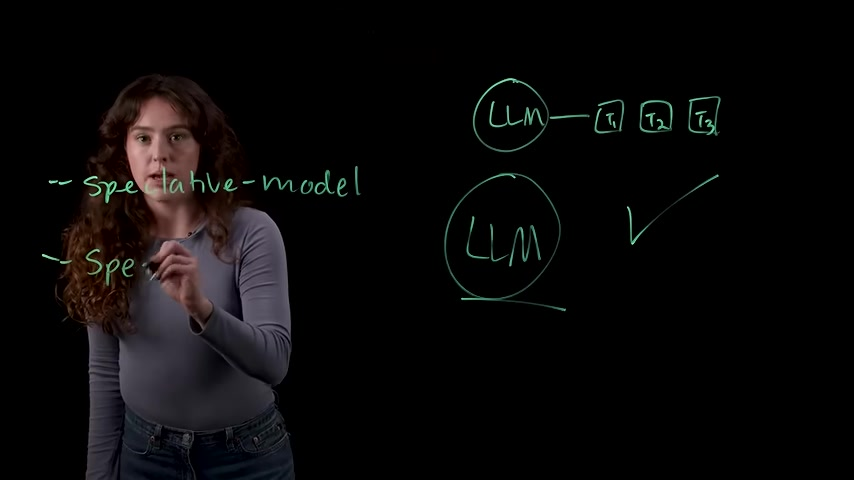 -- speclative-model
-- Spe
LLM T1 T2 T3
LLM